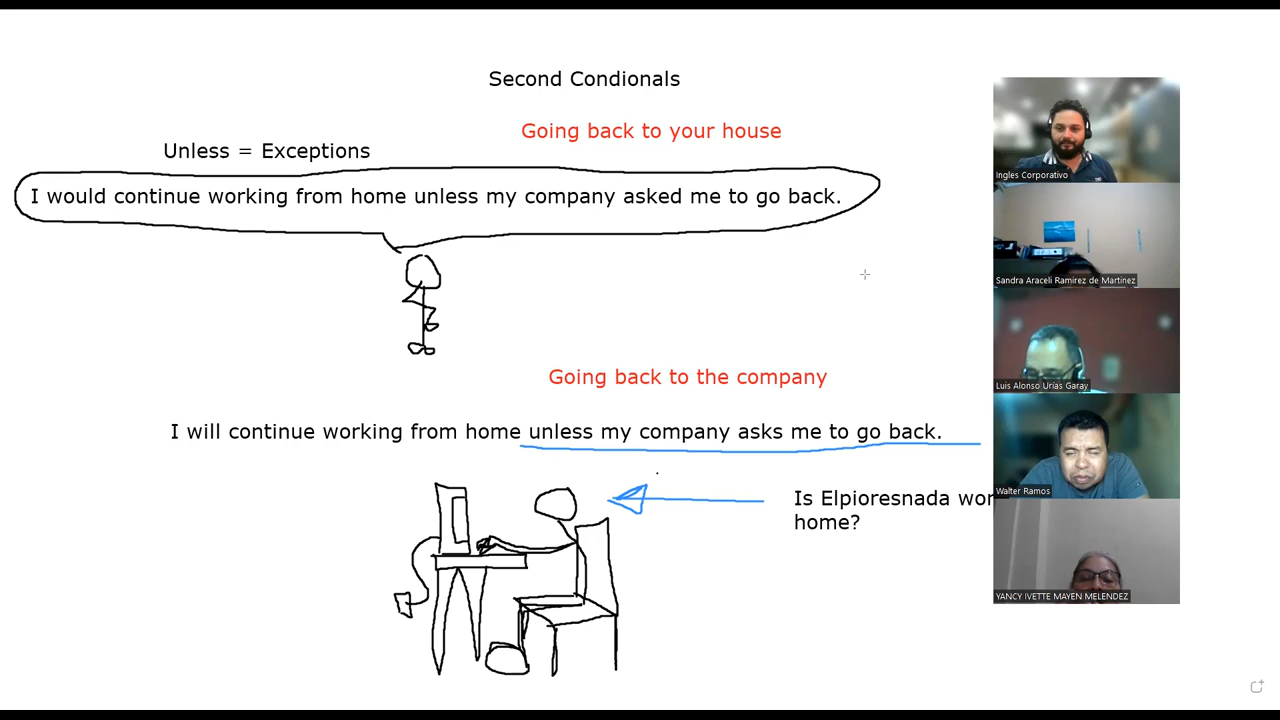 Second Condionals
Going back to your house
Unless = Exceptions
I would continue working from home unless my company asked me to go back.
Going back to the company
I will continue working from home unless my company asks me to go back.
Is Elpioresnada
home?
Ingles Corporativo
Sandra Araceli Ramirez de Martinez
Luis Alonso Urías Garay
Walter Ramos
YANCY IVETTE MAYEN MELENDEZ